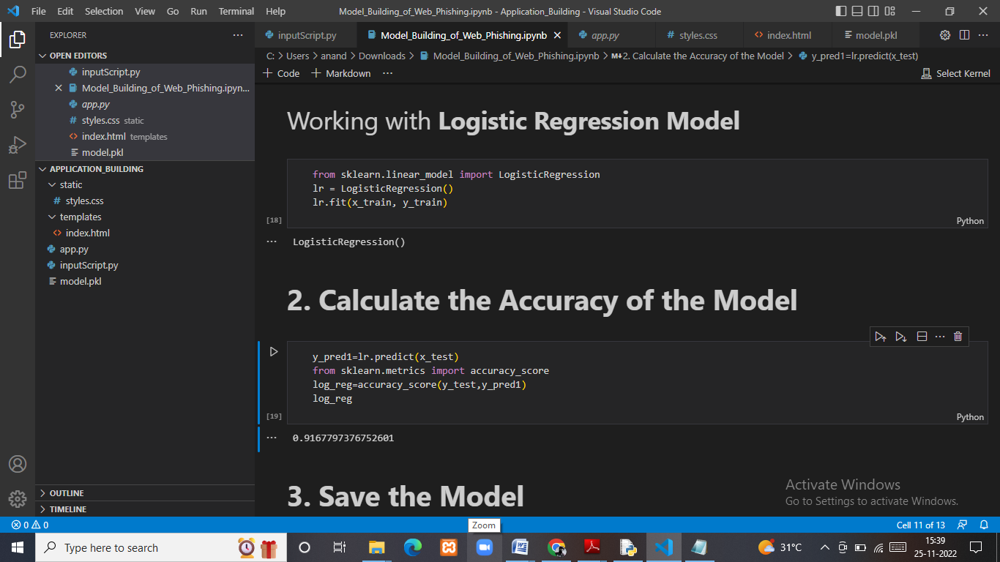 File Edit Selection View Go Run Terminal Help
Model_Building_of_Web_Phishing.ipynb - Application_Building - Visual Studio Code
EXPLORER
OPEN EDITORS
inputScript.py
Model_Building_of_Web_Phishing.ipyn...
app.py
styles.css static
index.html templates
model.pkl
APPLICATION_BUILDING
static
styles.css
templates
index.html
app.py
inputScript.py
model.pkl
OUTLINE
TIMELINE
inputScript.py Model_Building_of_Web_Phishing.ipynb app.py styles.css index.html model.pkl
C: > Users > anand > Downloads > Model_Building_of_Web_Phishing.ipynb > M↓2. Calculate the Accuracy of the Model > y_pred1=lr.predict(x_test)
+ Code + Markdown ...
Select Kernel
Working with Logistic Regression Model
from sklearn.linear_model import LogisticRegression
lr = LogisticRegression()
lr.fit(x_train, y_train)
[18]
Python
... LogisticRegression()
2. Calculate the Accuracy of the Model
y_pred1=lr.predict(x_test)
from sklearn.metrics import accuracy_score
log_reg=accuracy_score(y_test,y_pred1)
log_reg
[19]
Python
... 0.9167797376752601
3. Save the Model
Activate Windows
Go to Settings to activate Windows.
0 0
Cell 11 of 13
Zoom
Type here to search
31°C
15:39
25-11-2022